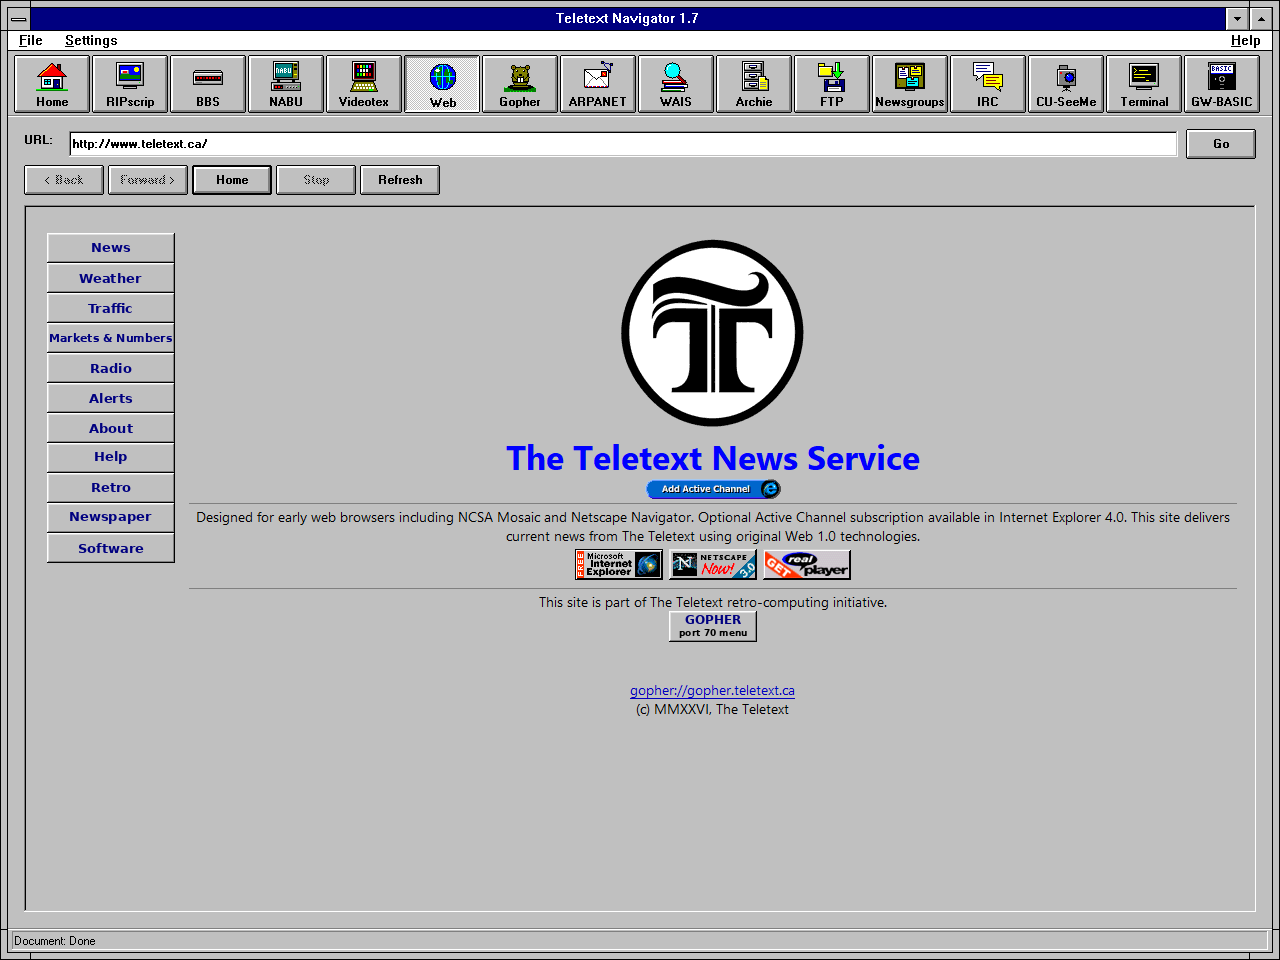 Teletext Navigator 1.7
File Settings Help
Home RIPscrip BBS NABU Videotex Web Gopher ARPANET WAIS Archie FTP Newsgroups IRC CU-SeeMe Terminal GW-BASIC
NABU
BASIC
URL: http://www.teletext.ca/ Go
< Back Forward > Home Stop Refresh
News
Weather
Traffic
Markets & Numbers
Radio
Alerts
About
Help
Retro
Newspaper
Software
T
The Teletext News Service
Add Active Channel
Designed for early web browsers including NCSA Mosaic and Netscape Navigator. Optional Active Channel subscription available in Internet Explorer 4.0. This site delivers
current news from The Teletext using original Web 1.0 technologies.
FREE Microsoft Internet Explorer
N NETSCAPE Now! 3.0
GET real player
This site is part of The Teletext retro-computing initiative.
GOPHER
port 70 menu
gopher://gopher.teletext.ca
(c) MMXXVI, The Teletext
Document: Done